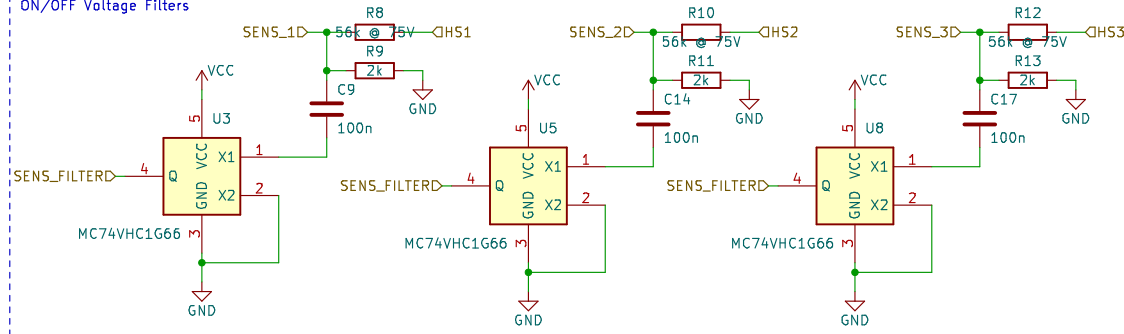 ON/OFF Voltage Filters
SENS_1
R8
56k @ 75V
HS1
R9
2k
GND
C9
100n
VCC
5
U3
VCC
X1
1
SENS_FILTER
4
Q
GND
X2
2
MC74VHC1G66
3
GND
SENS_2
R10
56k @ 75V
HS2
R11
2k
GND
C14
100n
VCC
5
U5
VCC
X1
1
SENS_FILTER
4
Q
GND
X2
2
MC74VHC1G66
3
GND
SENS_3
R12
56k @ 75V
HS3
R13
2k
GND
C17
100n
VCC
5
U8
VCC
X1
1
SENS_FILTER
4
Q
GND
X2
2
MC74VHC1G66
3
GND